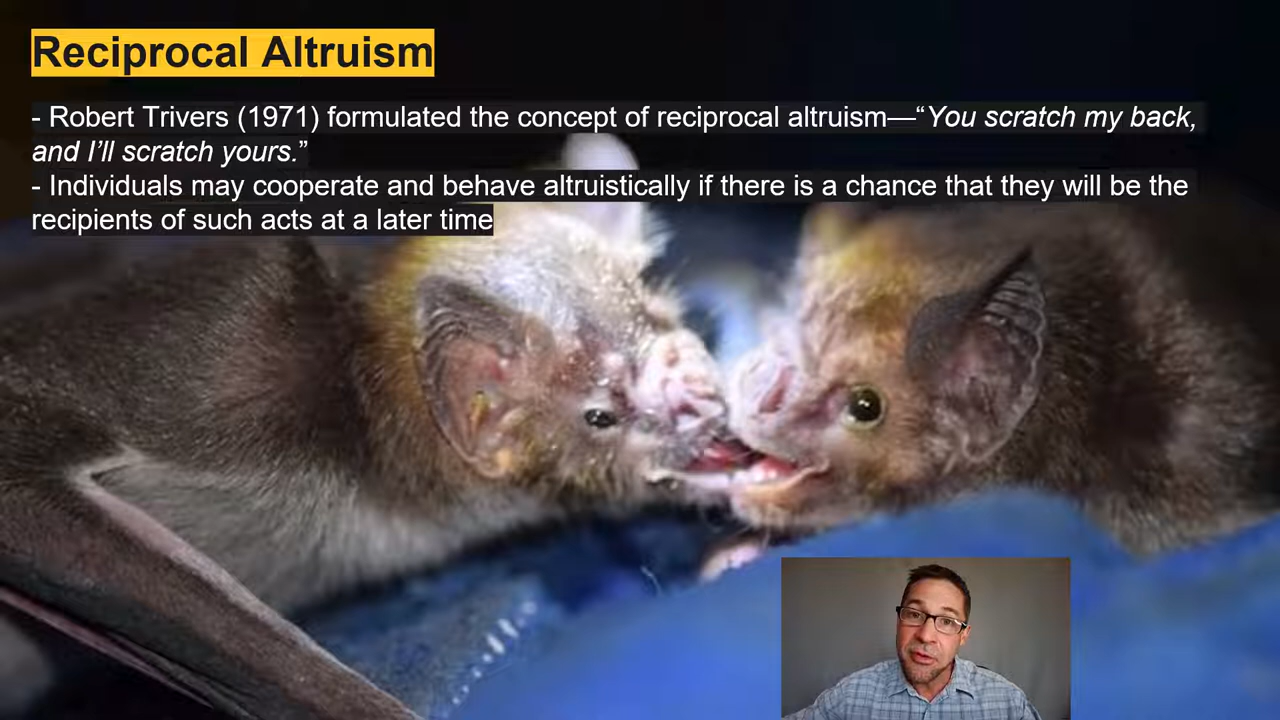 Reciprocal Altruism
- Robert Trivers (1971) formulated the concept of reciprocal altruism—“You scratch my back,
and I’ll scratch yours.”
- Individuals may cooperate and behave altruistically if there is a chance that they will be the
recipients of such acts at a later time